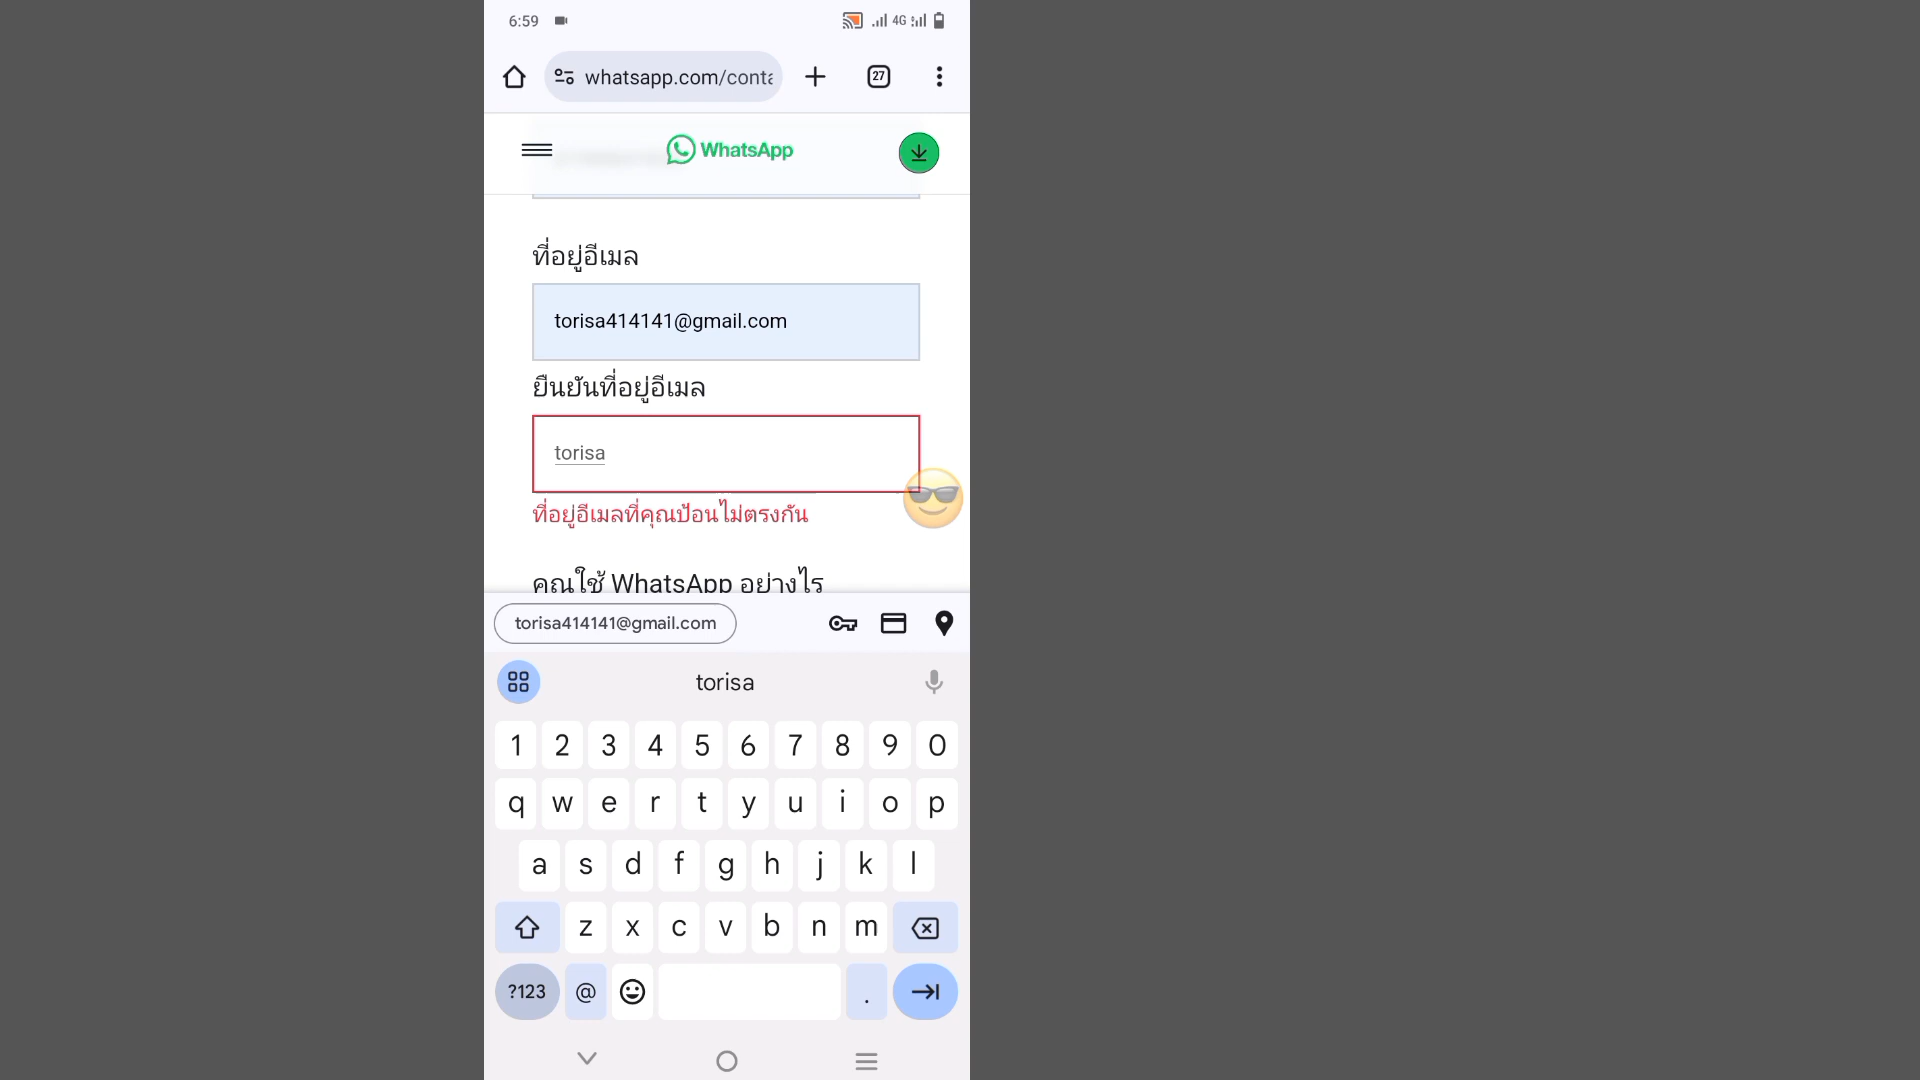 6:59
4G
whatsapp.com/conta
27
WhatsApp
ที่อยู่อีเมล
torisa414141@gmail.com
ยืนยันที่อยู่อีเมล
torisa
ที่อยู่อีเมลที่คุณป้อนไม่ตรงกัน
คุณใช้ WhatsApp อย่างไร
torisa414141@gmail.com
torisa
1 2 3 4 5 6 7 8 9 0
q w e r t y u i o p
a s d f g h j k l
z x c v b n m
?123 @ .